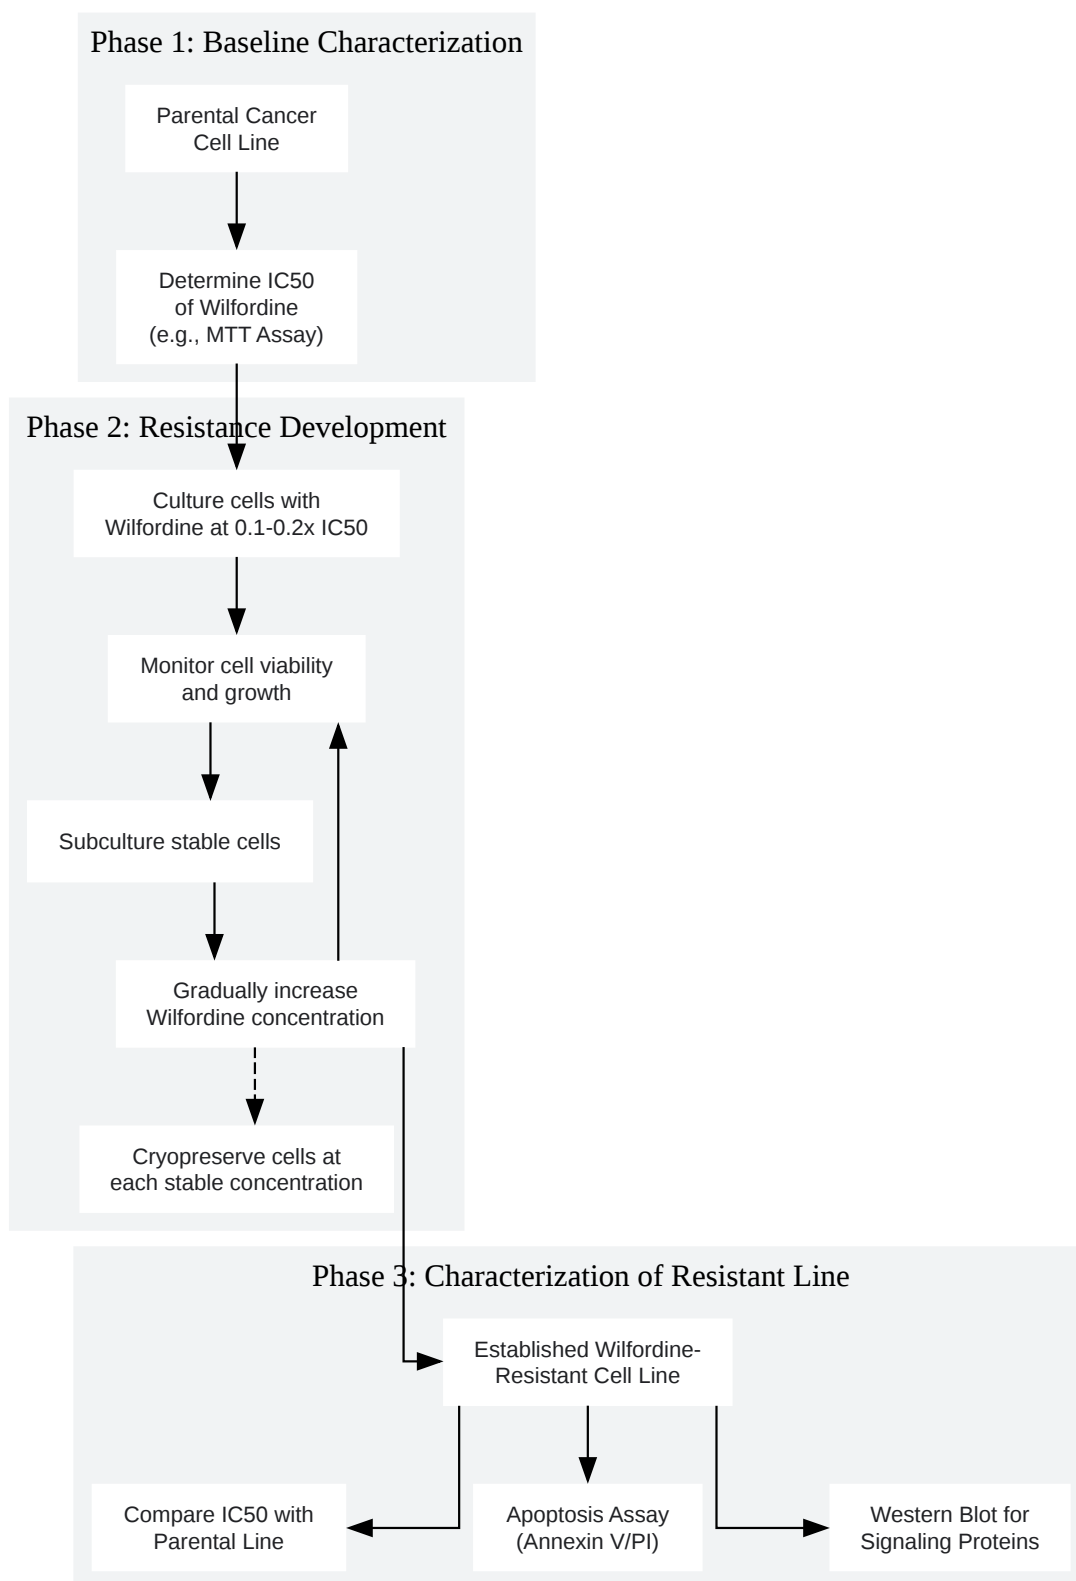 Phase 1: Baseline Characterization
Parental Cancer
Cell Line
Determine IC50
of Wilfordine
(e.g., MTT Assay)
Phase 2: Resistance Development
Culture cells with
Wilfordine at 0.1-0.2x IC50
Monitor cell viability
and growth
Subculture stable cells
Gradually increase
Wilfordine concentration
Cryopreserve cells at
each stable concentration
Phase 3: Characterization of Resistant Line
Established Wilfordine-
Resistant Cell Line
Compare IC50 with
Parental Line
Apoptosis Assay
(Annexin V/PI)
Western Blot for
Signaling Proteins